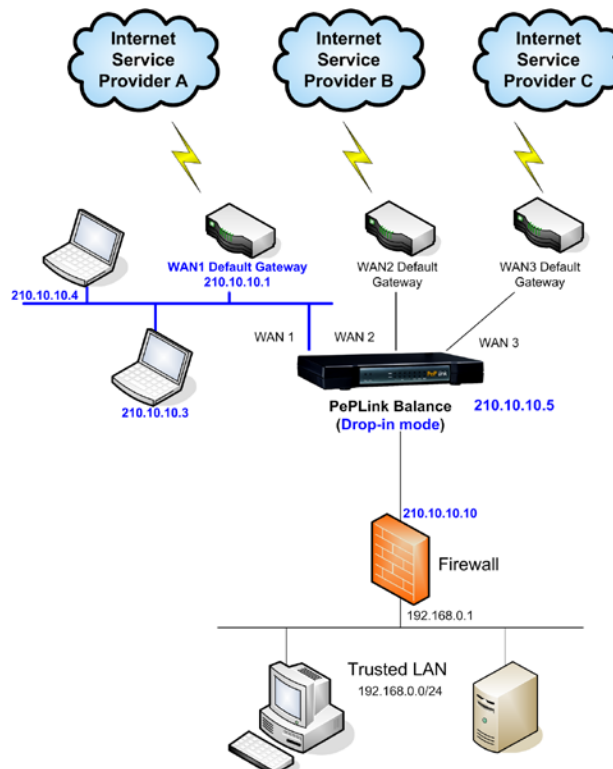 Internet
Service
Provider A
Internet
Service
Provider B
Internet
Service
Provider C
WAN1 Default Gateway
210.10.10.1
WAN2 Default
Gateway
WAN3 Default
Gateway
210.10.10.4
210.10.10.3
WAN 1
WAN 2
WAN 3
PePLink Balance
(Drop-in mode)
210.10.10.5
210.10.10.10
Firewall
192.168.0.1
Trusted LAN
192.168.0.0/24